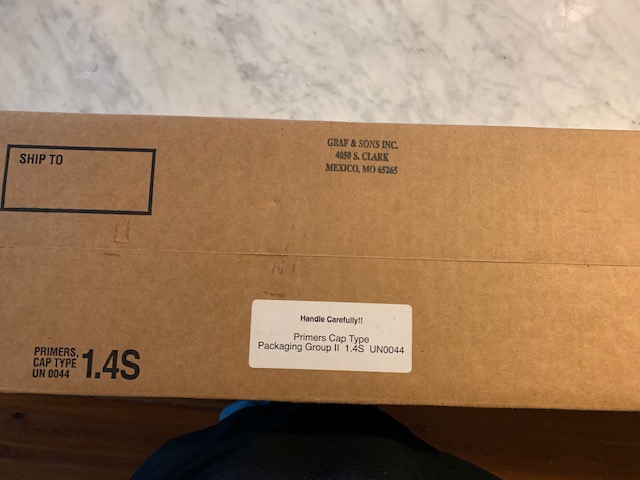 SHIP TO
GRAF & SONS INC.
4050 S. CLARK
MEXICO, MO 65265
Handle Carefully!!
Primers Cap Type
Packaging Group II 1.4S UN0044
PRIMERS,
CAP TYPE
UN 0044
1.4S